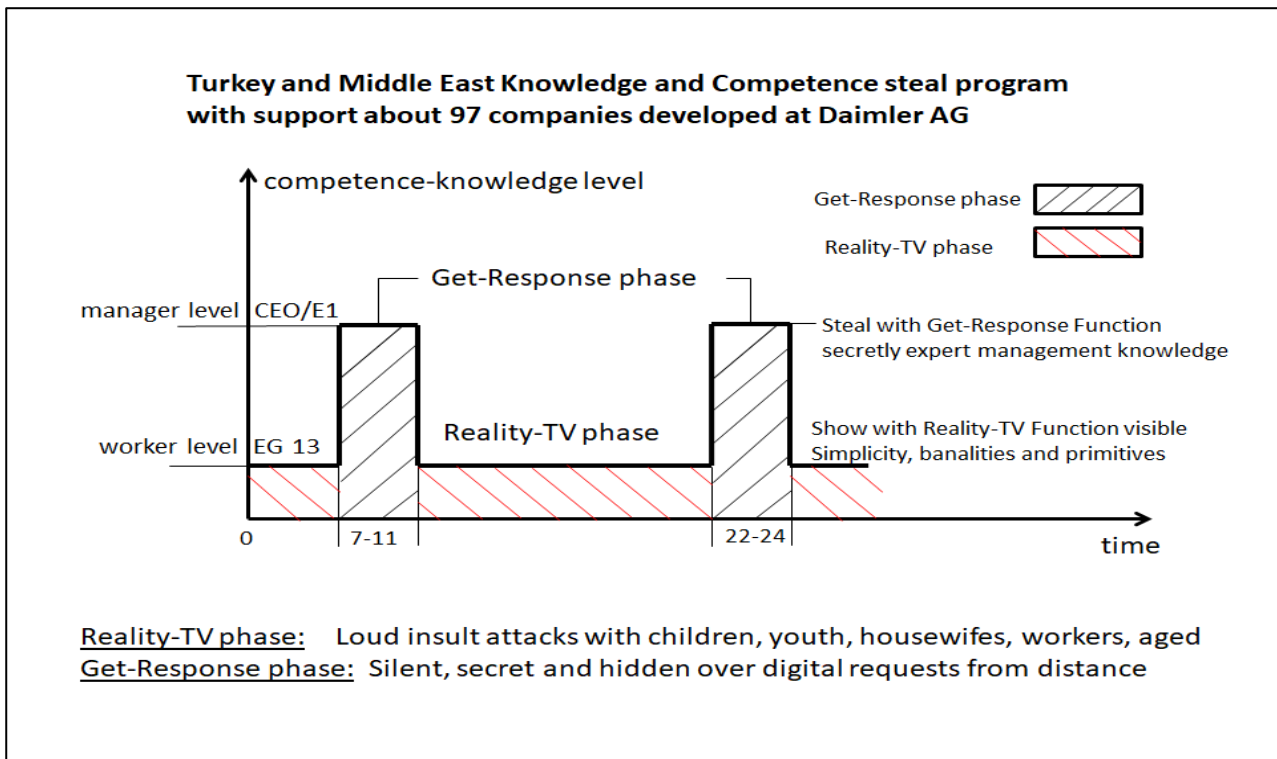 Turkey and Middle East Knowledge and Competence steal program
with support about 97 companies developed at Daimler AG
competence-knowledge level
Get-Response phase
Reality-TV phase
Get-Response phase
manager level CEO/E1
Steal with Get-Response Function
secretly expert management knowledge
worker level EG 13
Reality-TV phase
Show with Reality-TV Function visible
Simplicity, banalities and primitives
0
7-11
22-24
time
Reality-TV phase: Loud insult attacks with children, youth, housewifes, workers, aged
Get-Response phase: Silent, secret and hidden over digital requests from distance